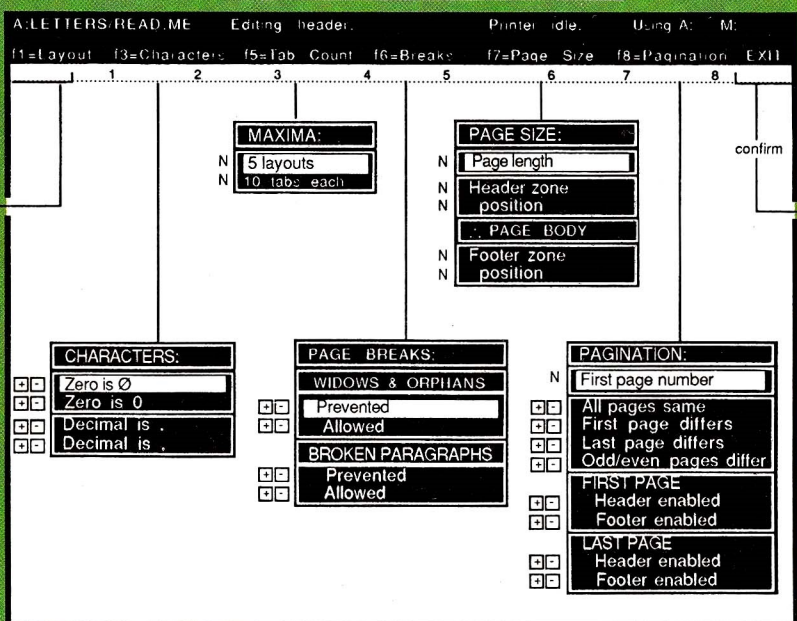 A:LETTERS/READ.ME Editing header. Printer idle. Using A: M:
f1=Layout f3=Characters f5=Tab Count f6=Breaks f7=Page Size f8=Pagination EXIT
1 2 3 4 5 6 7 8
MAXIMA:
N 5 layouts
N 10 tabs each
PAGE SIZE:
N Page length
N Header zone
N position
∴ PAGE BODY
N Footer zone
N position
confirm
CHARACTERS:
+ - Zero is Ø
+ - Zero is 0
+ - Decimal is .
+ - Decimal is ,
PAGE BREAKS:
WIDOWS & ORPHANS
+ - Prevented
+ - Allowed
BROKEN PARAGRAPHS
+ - Prevented
+ - Allowed
PAGINATION:
N First page number
+ - All pages same
+ - First page differs
+ - Last page differs
+ - Odd/even pages differ
FIRST PAGE
+ - Header enabled
+ - Footer enabled
LAST PAGE
+ - Header enabled
+ - Footer enabled